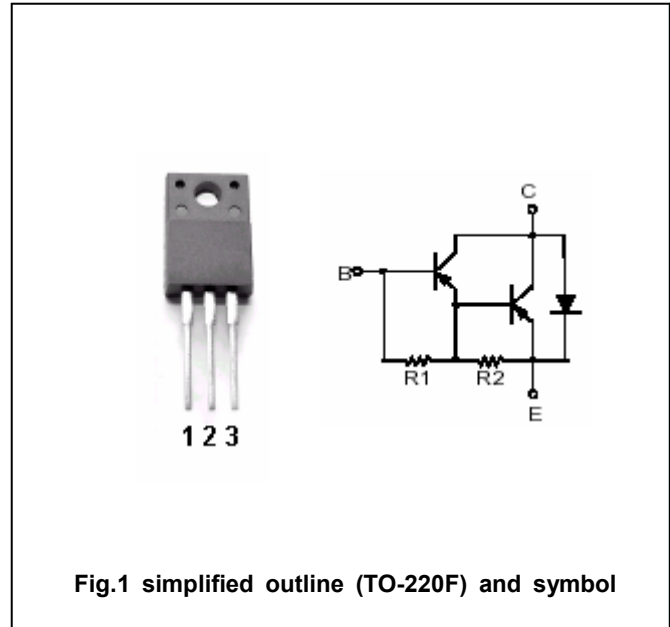 C
B
R1 R2
E
1 2 3
Fig.1 simplified outline (TO-220F) and symbol